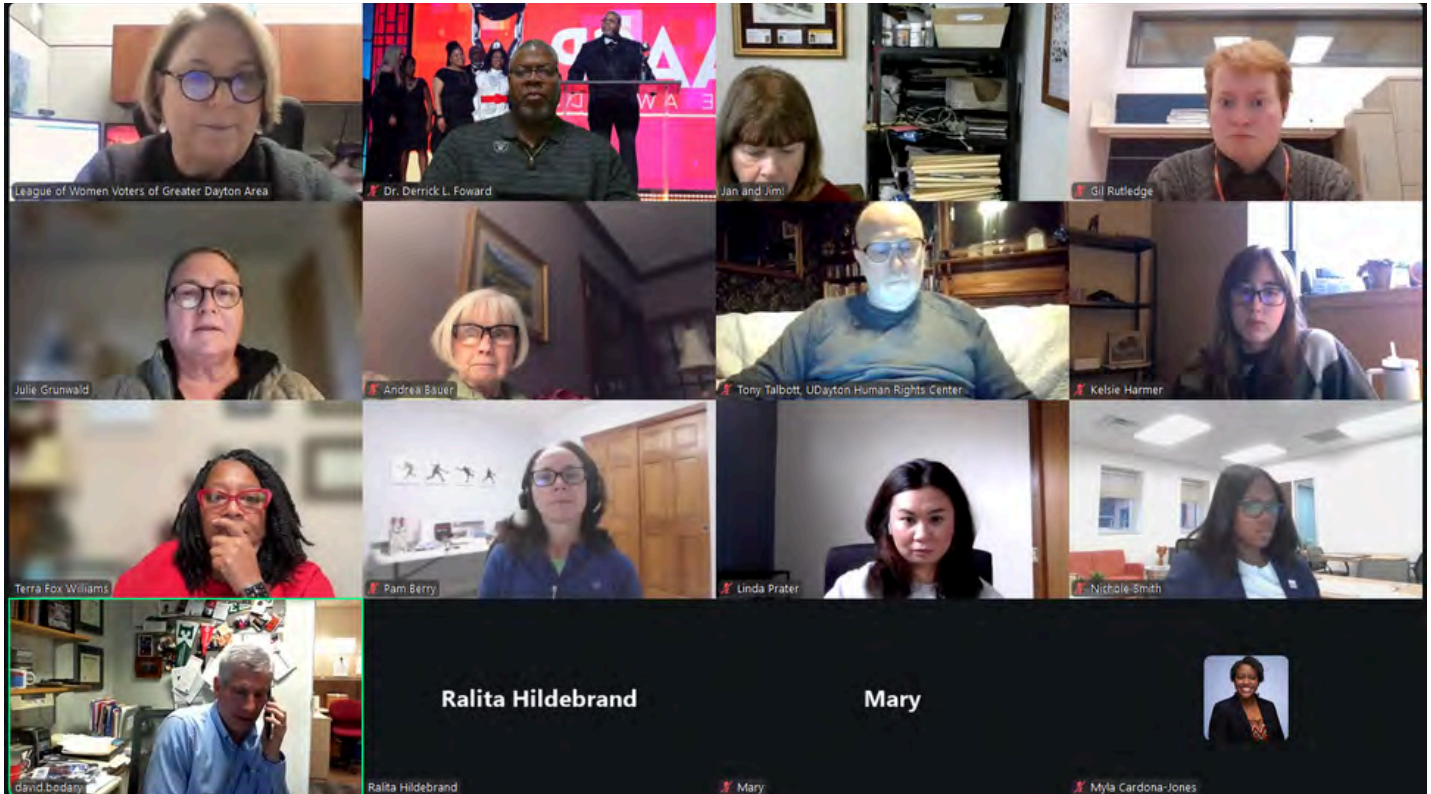 League of Women Voters of Greater Dayton Area
Dr. Derrick L. Foward
Jan and Jim!
Gil Rutledge
Julie Grunwald
Andrea Bauer
Tony Talbott, UDayton Human Rights Center
Kelsie Harmer
Terra Fox Williams
Pam Berry
Linda Prater
Nichole Smith
david.bodary
Ralita Hildebrand
Ralita Hildebrand
Mary
Mary
Myla Cardona-Jones